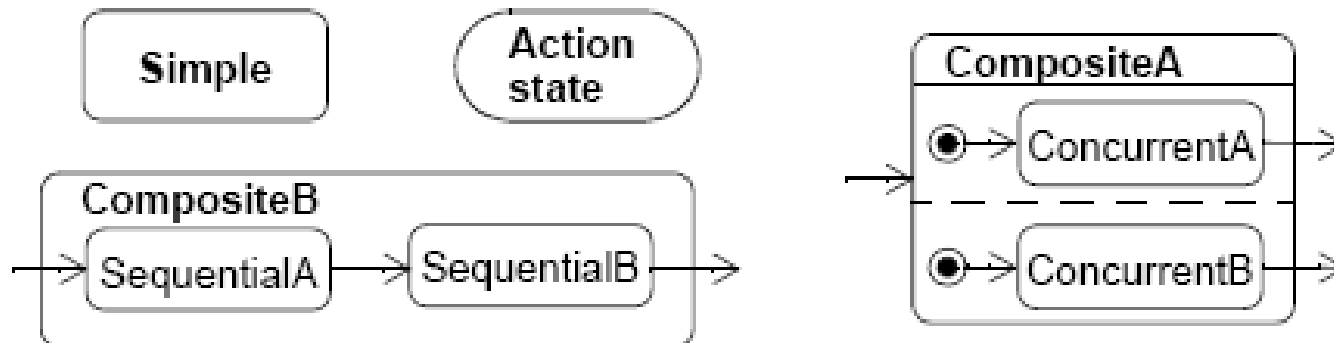 Simple
Action
state
CompositeB
SequentialA
SequentialB
CompositeA
ConcurrentA
ConcurrentB